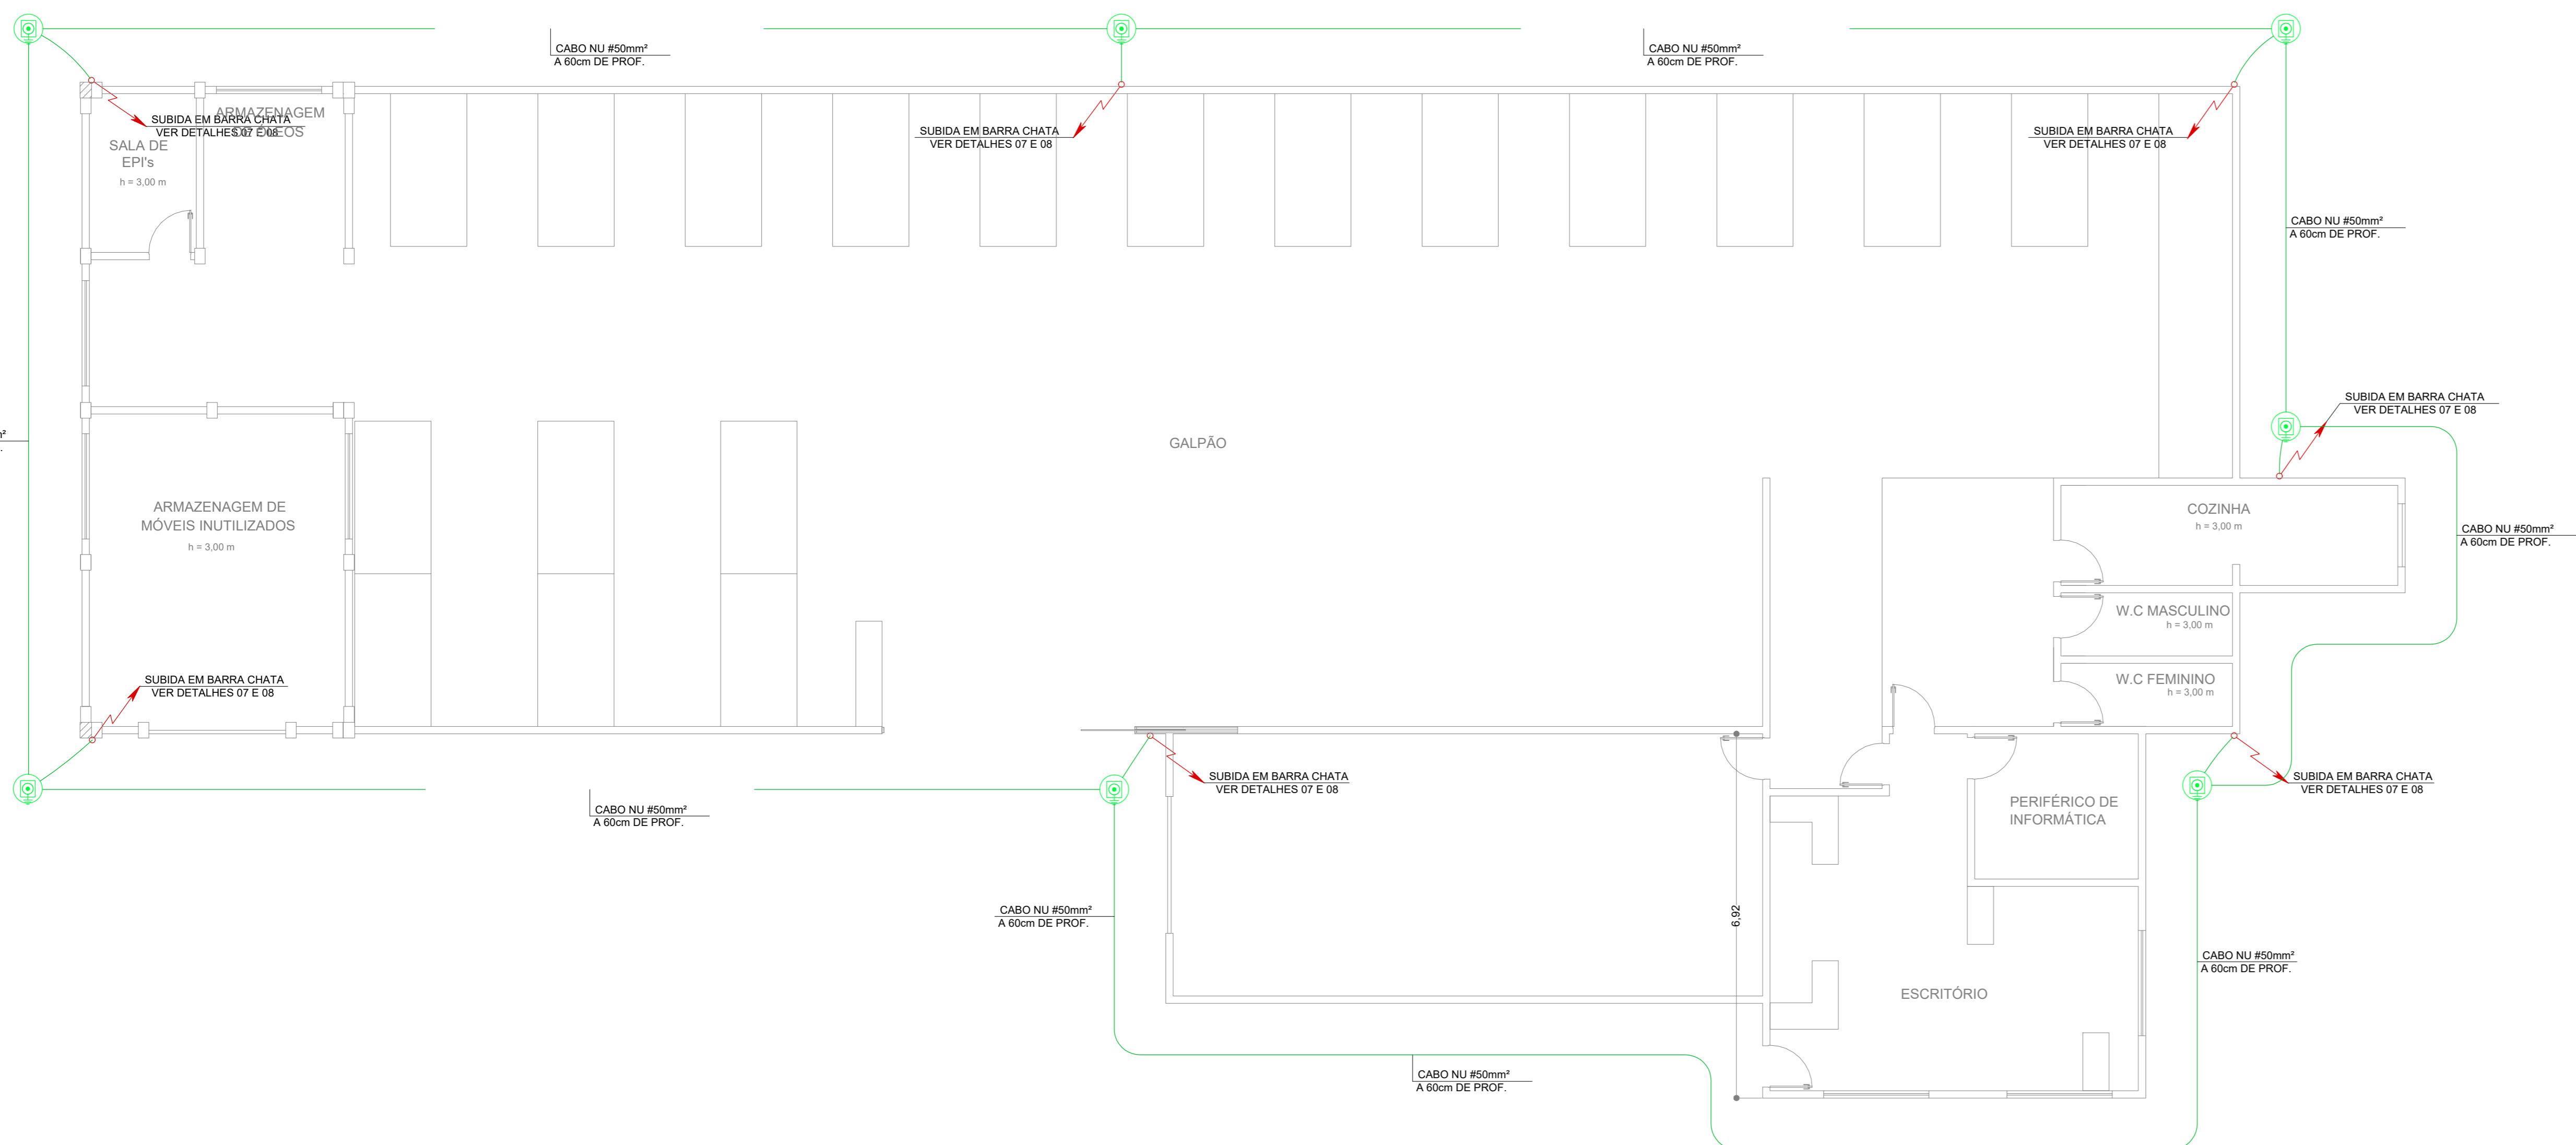 CABO NU #50mm²
A 60cm DE PROF.
CABO NU #50mm²
A 60cm DE PROF.
ARMAZENAGEM
DE ÓLEOS
SUBIDA EM BARRA CHATA
VER DETALHES 07 E 08
SALA DE
EPI's
h = 3,00 m
SUBIDA EM BARRA CHATA
VER DETALHES 07 E 08
SUBIDA EM BARRA CHATA
VER DETALHES 07 E 08
CABO NU #50mm²
A 60cm DE PROF.
SUBIDA EM BARRA CHATA
VER DETALHES 07 E 08
GALPÃO
ARMAZENAGEM DE
MÓVEIS INUTILIZADOS
h = 3,00 m
COZINHA
h = 3,00 m
CABO NU #50mm²
A 60cm DE PROF.
W.C MASCULINO
h = 3,00 m
W.C FEMININO
h = 3,00 m
SUBIDA EM BARRA CHATA
VER DETALHES 07 E 08
SUBIDA EM BARRA CHATA
VER DETALHES 07 E 08
SUBIDA EM BARRA CHATA
VER DETALHES 07 E 08
CABO NU #50mm²
A 60cm DE PROF.
PERIFÉRICO DE
INFORMÁTICA
CABO NU #50mm²
A 60cm DE PROF.
6,92
CABO NU #50mm²
A 60cm DE PROF.
ESCRITÓRIO
CABO NU #50mm²
A 60cm DE PROF.